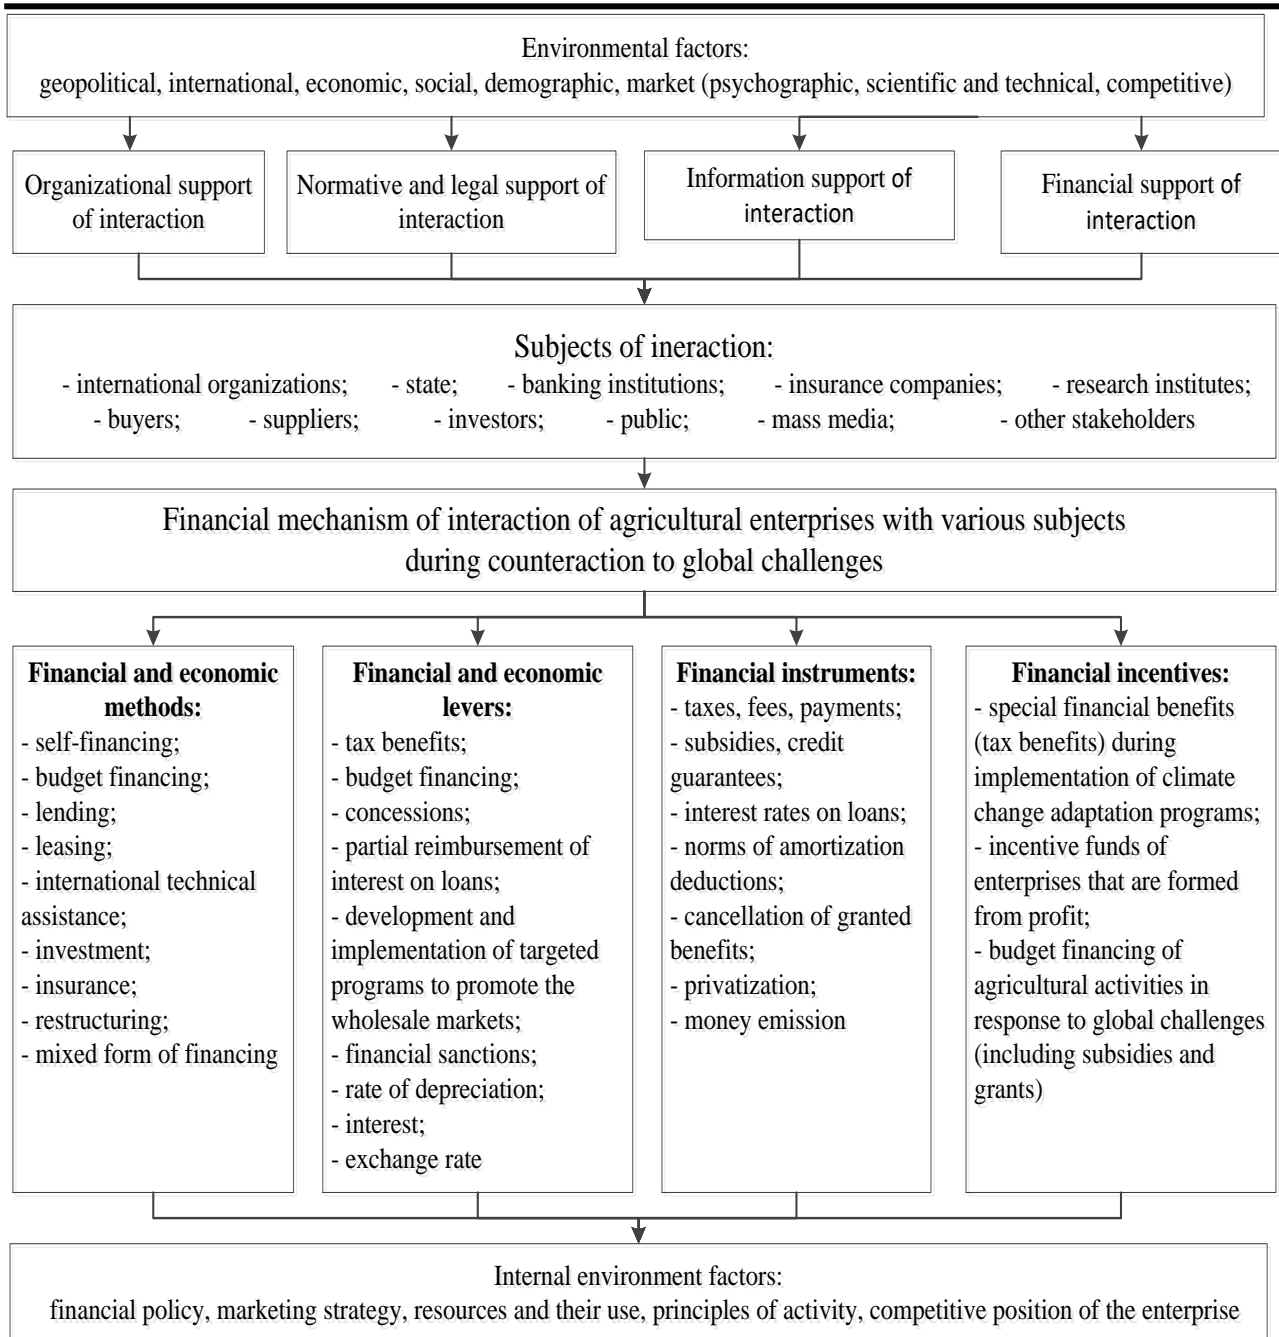 Environmental factors:
geopolitical, international, economic, social, demographic, market (psychographic, scientific and technical, competitive)
Organizational support
of interaction
Normative and legal support of
interaction
Information support of
interaction
Financial support of
interaction
Subjects of ineraction:
- international organizations; - state; - banking institutions; - insurance companies; - research institutes;
- buyers; - suppliers; - investors; - public; - mass media; - other stakeholders
Financial mechanism of interaction of agricultural enterprises with various subjects
during counteraction to global challenges
Financial and economic
methods:
- self-financing;
- budget financing;
- lending;
- leasing;
- international technical
assistance;
- investment;
- insurance;
- restructuring;
- mixed form of financing
Financial and economic
levers:
- tax benefits;
- budget financing;
- concessions;
- partial reimbursement of
interest on loans;
- development and
implementation of targeted
programs to promote the
wholesale markets;
- financial sanctions;
- rate of depreciation;
- interest;
- exchange rate
Financial instruments:
- taxes, fees, payments;
- subsidies, credit
guarantees;
- interest rates on loans;
- norms of amortization
deductions;
- cancellation of granted
benefits;
- privatization;
- money emission
Financial incentives:
- special financial benefits
(tax benefits) during
implementation of climate
change adaptation programs;
- incentive funds of
enterprises that are formed
from profit;
- budget financing of
agricultural activities in
response to global challenges
(including subsidies and
grants)
Internal environment factors:
financial policy, marketing strategy, resources and their use, principles of activity, competitive position of the enterprise